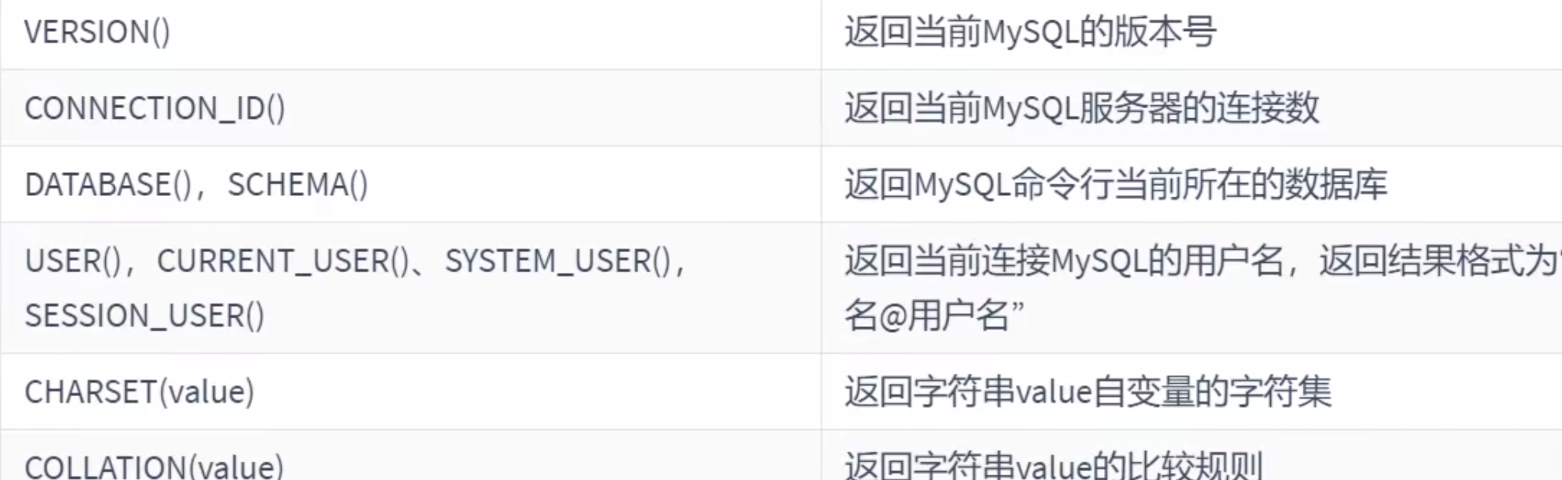 VERSION() 返回当前MySQL的版本号
CONNECTION_ID() 返回当前MySQL服务器的连接数
DATABASE()，SCHEMA() 返回MySQL命令行当前所在的数据库
USER()，CURRENT_USER()、SYSTEM_USER()， 返回当前连接MySQL的用户名，返回结果格式为“
SESSION_USER() 名@用户名”
CHARSET(value) 返回字符串value自变量的字符集
COLLATION(value) 返回字符串value的比较规则